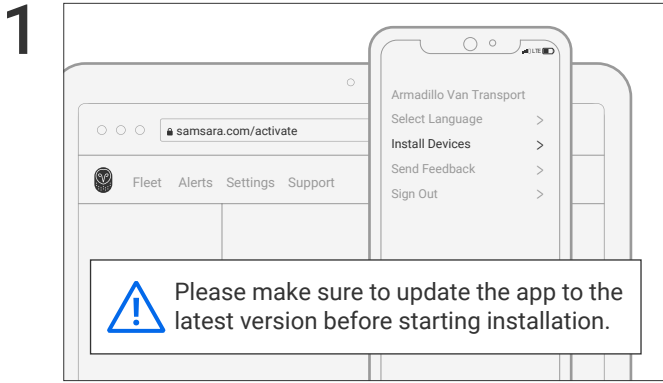 1
LTE
Armadillo Van Transport
samsara.com/activate
Select Language >
Install Devices >
Send Feedback >
Sign Out >
Fleet Alerts Settings Support
Please make sure to update the app to the
latest version before starting installation.